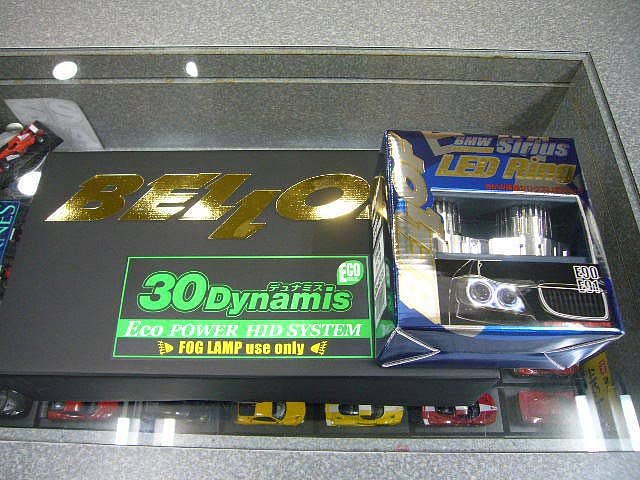 BELLO
30Dynamis
デュナミス
ECO
Eco POWER HID SYSTEM
FOG LAMP use only
BMW Sirius
LED Ring
E90
E91